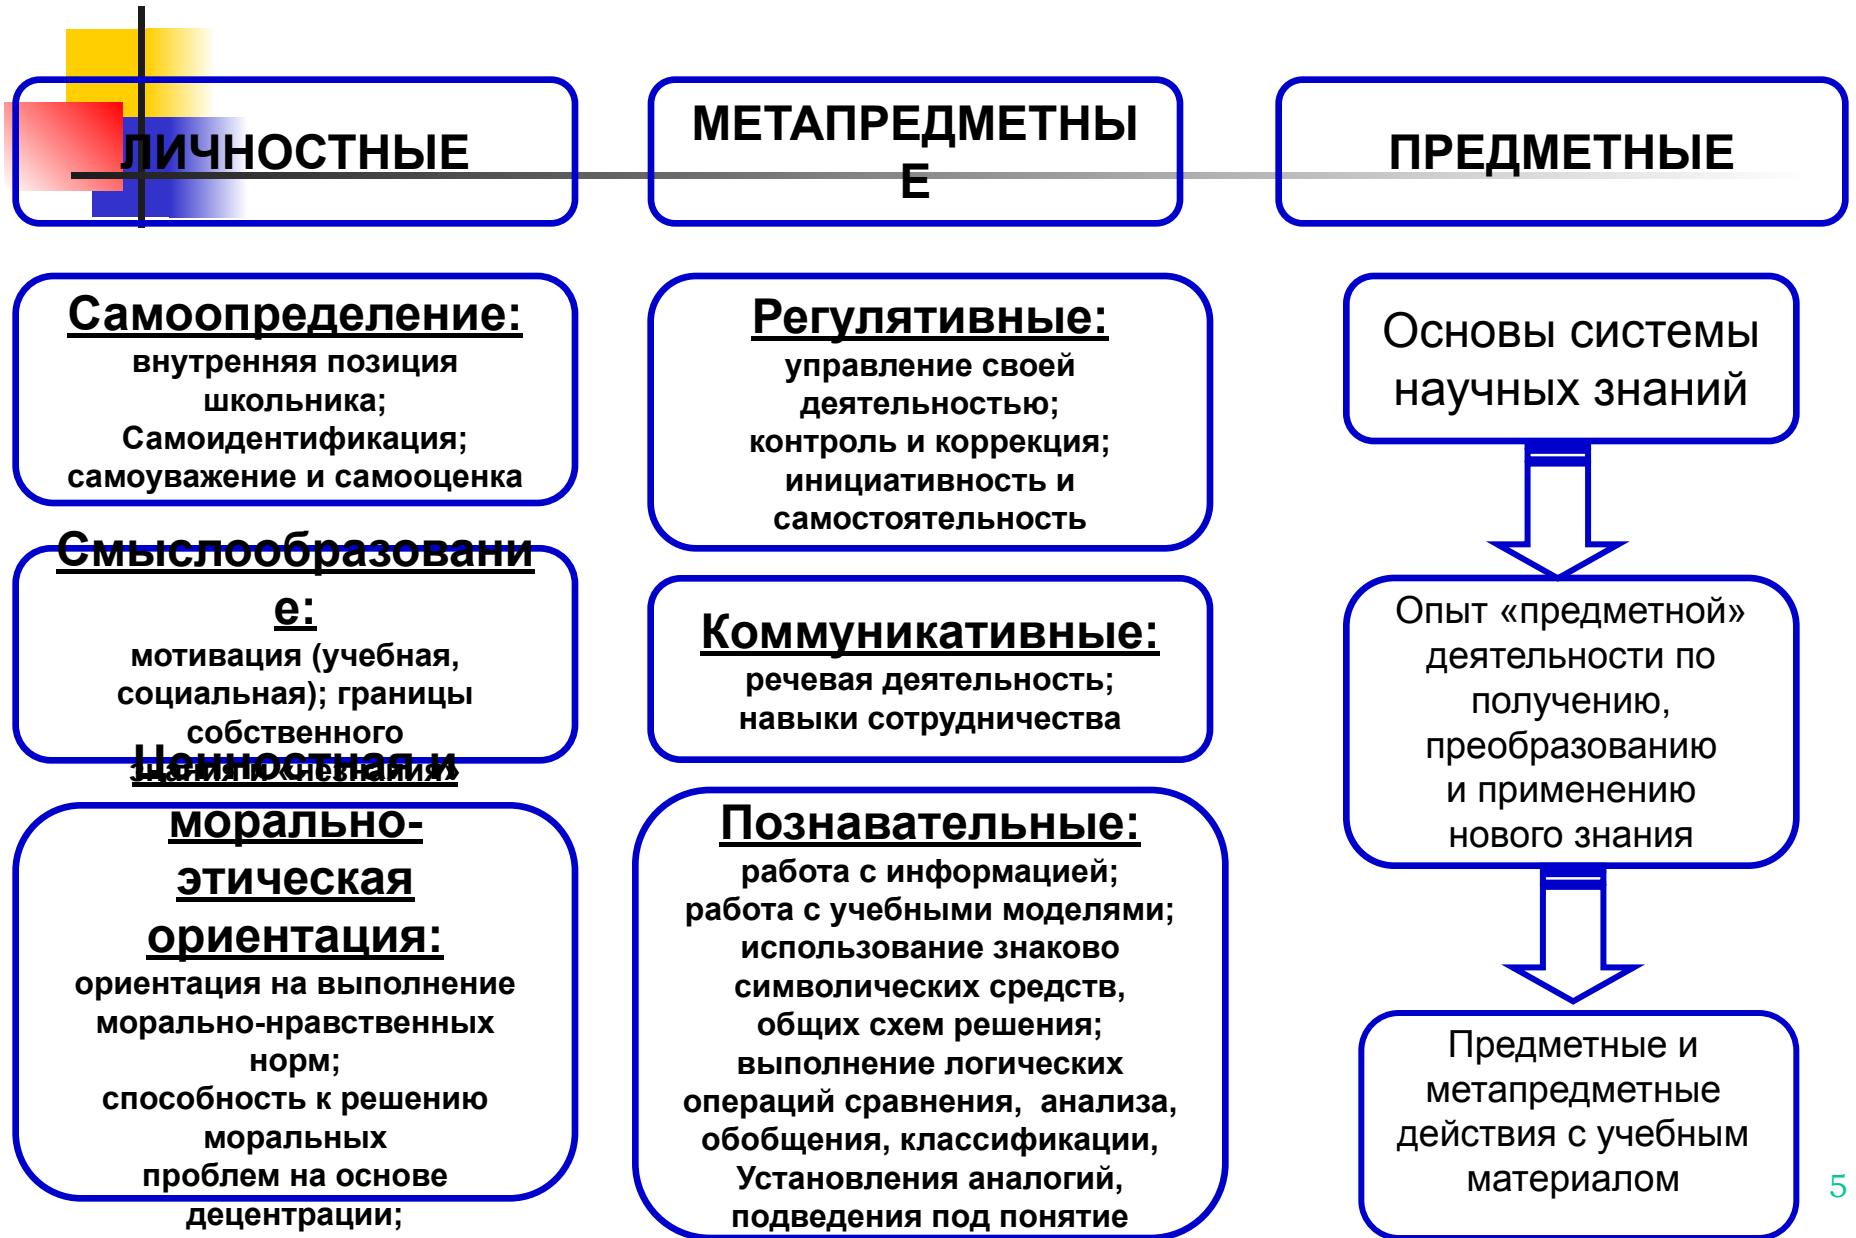 ЛИЧНОСТНЫЕ
МЕТАПРЕДМЕТНЫ
Е
ПРЕДМЕТНЫЕ
Самоопределение:
внутренняя позиция
школьника;
Самоидентификация;
самоуважение и самооценка
Смыслообразовани
е:
мотивация (учебная,
социальная); границы
собственного
знания и «незнания»
Ценностная и
морально-
этическая
ориентация:
ориентация на выполнение
морально-нравственных
норм;
способность к решению
моральных
проблем на основе
децентрации;
Регулятивные:
управление своей
деятельностью;
контроль и коррекция;
инициативность и
самостоятельность
Коммуникативные:
речевая деятельность;
навыки сотрудничества
Познавательные:
работа с информацией;
работа с учебными моделями;
использование знаково
символических средств,
общих схем решения;
выполнение логических
операций сравнения, анализа,
обобщения, классификации,
Установления аналогий,
подведения под понятие
Основы системы
научных знаний
Опыт «предметной»
деятельности по
получению,
преобразованию
и применению
нового знания
Предметные и
метапредметные
действия с учебным
материалом
5